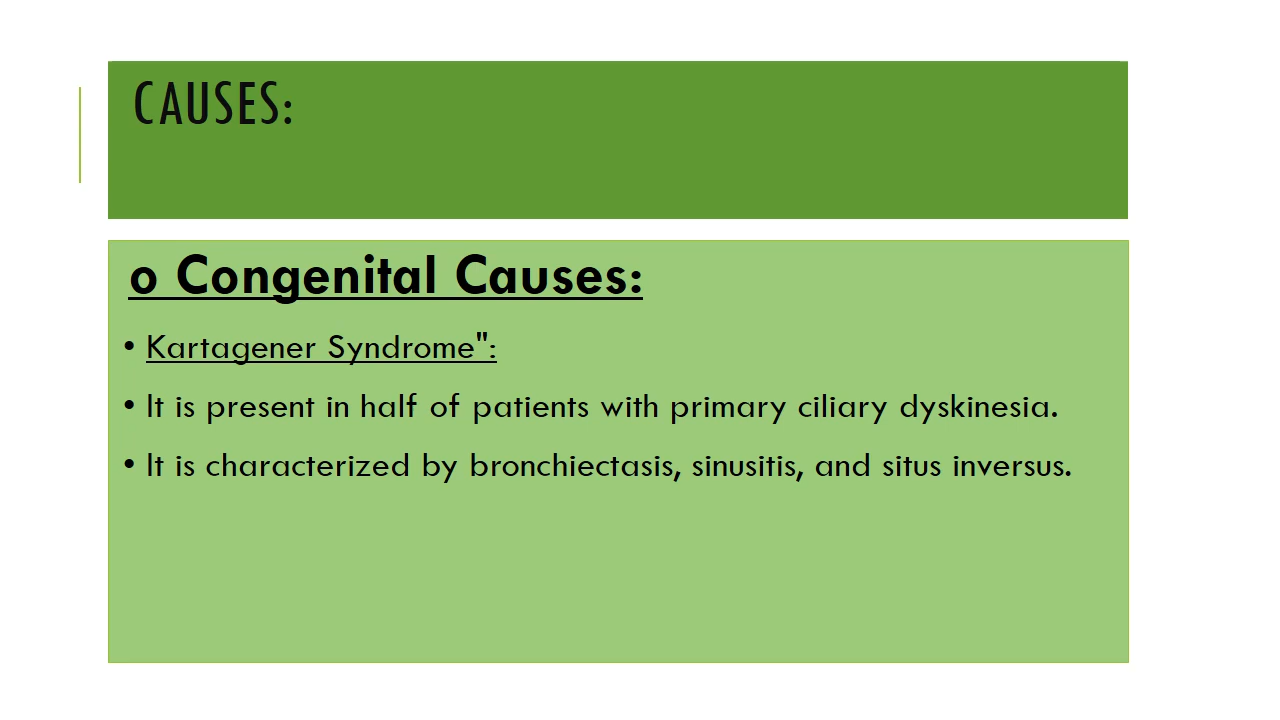 CAUSES:
o Congenital Causes:
• Kartagener Syndrome":
• It is present in half of patients with primary ciliary dyskinesia.
• It is characterized by bronchiectasis, sinusitis, and situs inversus.